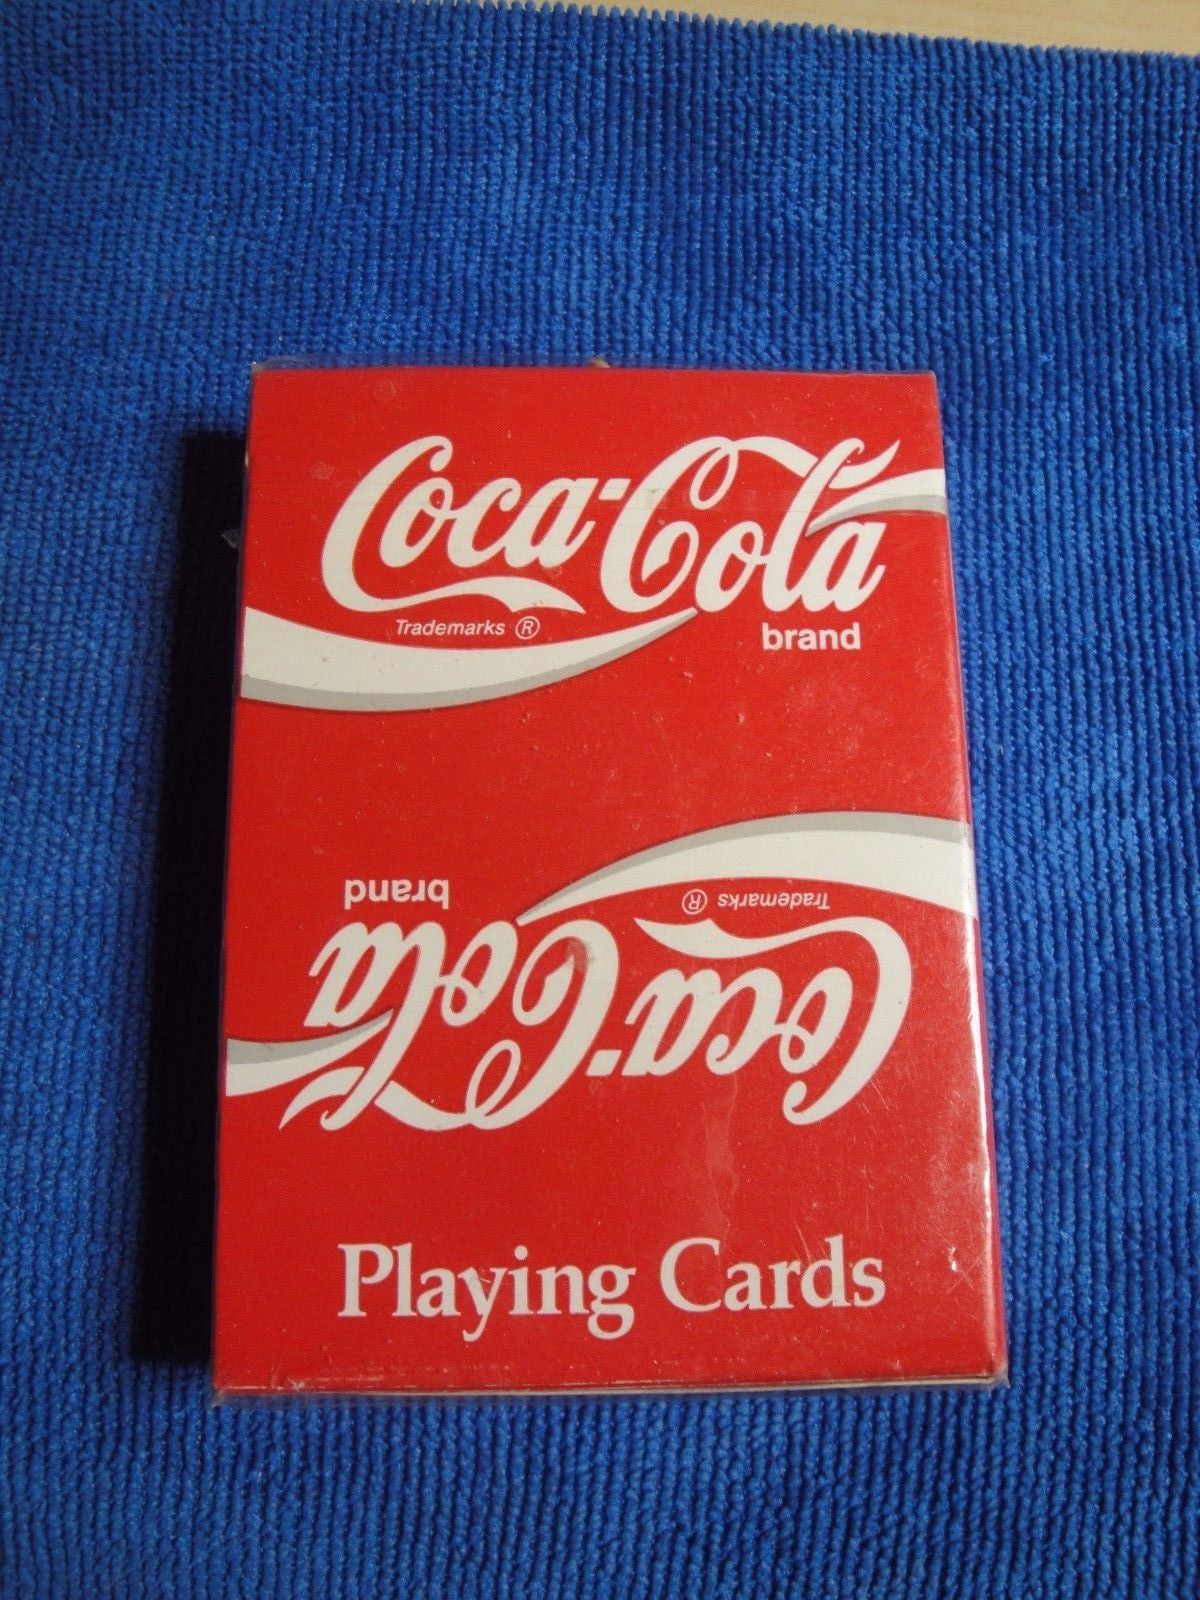 Coca-Cola
Trademarks ®
brand
brand
Trademarks ®
Coca-Cola
Playing Cards